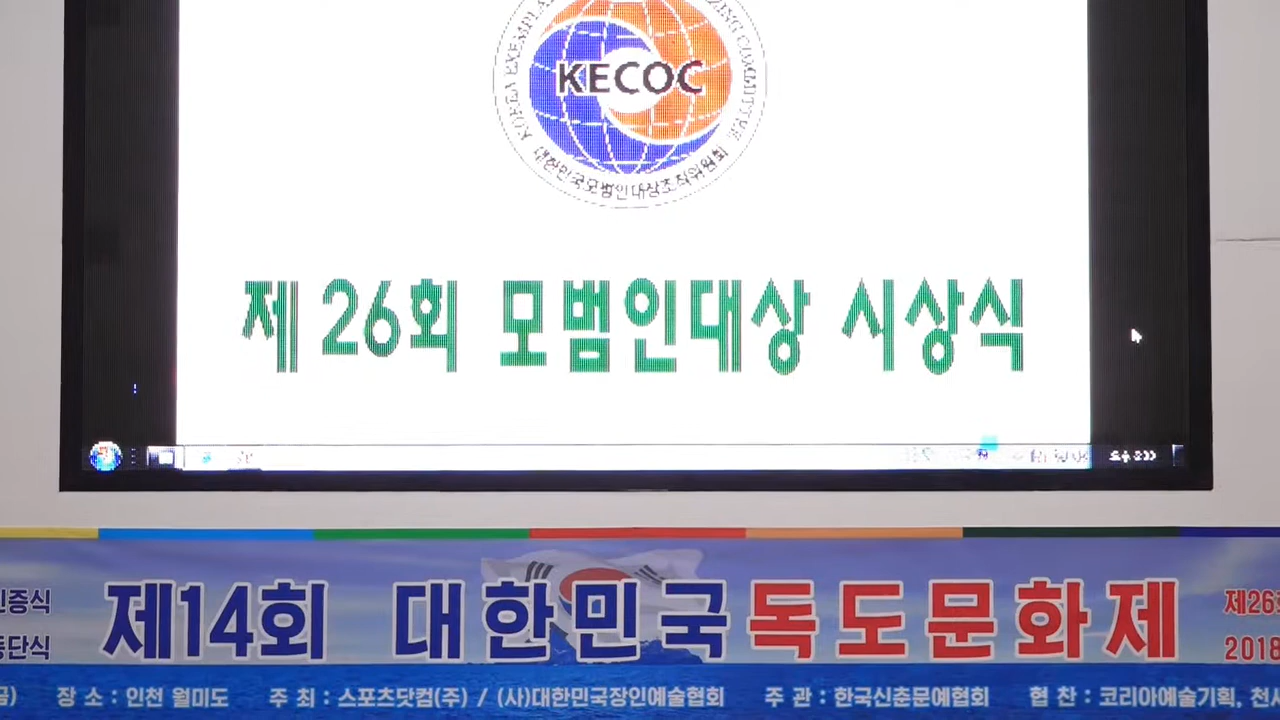 KECOC
대한민국모범인대상조직위원회
제26회 모범인대상 시상식
제14회 대한민국독도문화제
제26
2018
장 소 : 인천 월미도 주 최 : 스포츠닷컴(주) / (사)대한민국장인예술협회 주 관 : 한국신춘문예협회 협 찬 : 코리아예술기획, 천사